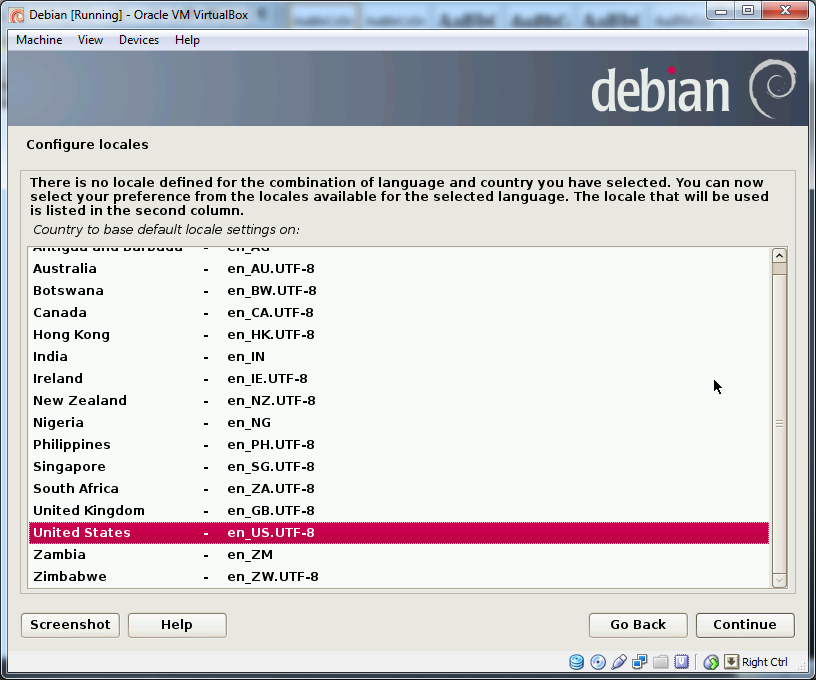 Debian [Running] - Oracle VM VirtualBox
Machine View Devices Help
debian
Configure locales
There is no locale defined for the combination of language and country you have selected. You can now
select your preference from the locales available for the selected language. The locale that will be used
is listed in the second column.
Country to base default locale settings on:
Antigua and Barbuda - en_AG
Australia - en_AU.UTF-8
Botswana - en_BW.UTF-8
Canada - en_CA.UTF-8
Hong Kong - en_HK.UTF-8
India - en_IN
Ireland - en_IE.UTF-8
New Zealand - en_NZ.UTF-8
Nigeria - en_NG
Philippines - en_PH.UTF-8
Singapore - en_SG.UTF-8
South Africa - en_ZA.UTF-8
United Kingdom - en_GB.UTF-8
United States - en_US.UTF-8
Zambia - en_ZM
Zimbabwe - en_ZW.UTF-8
Screenshot Help Go Back Continue
Right Ctrl